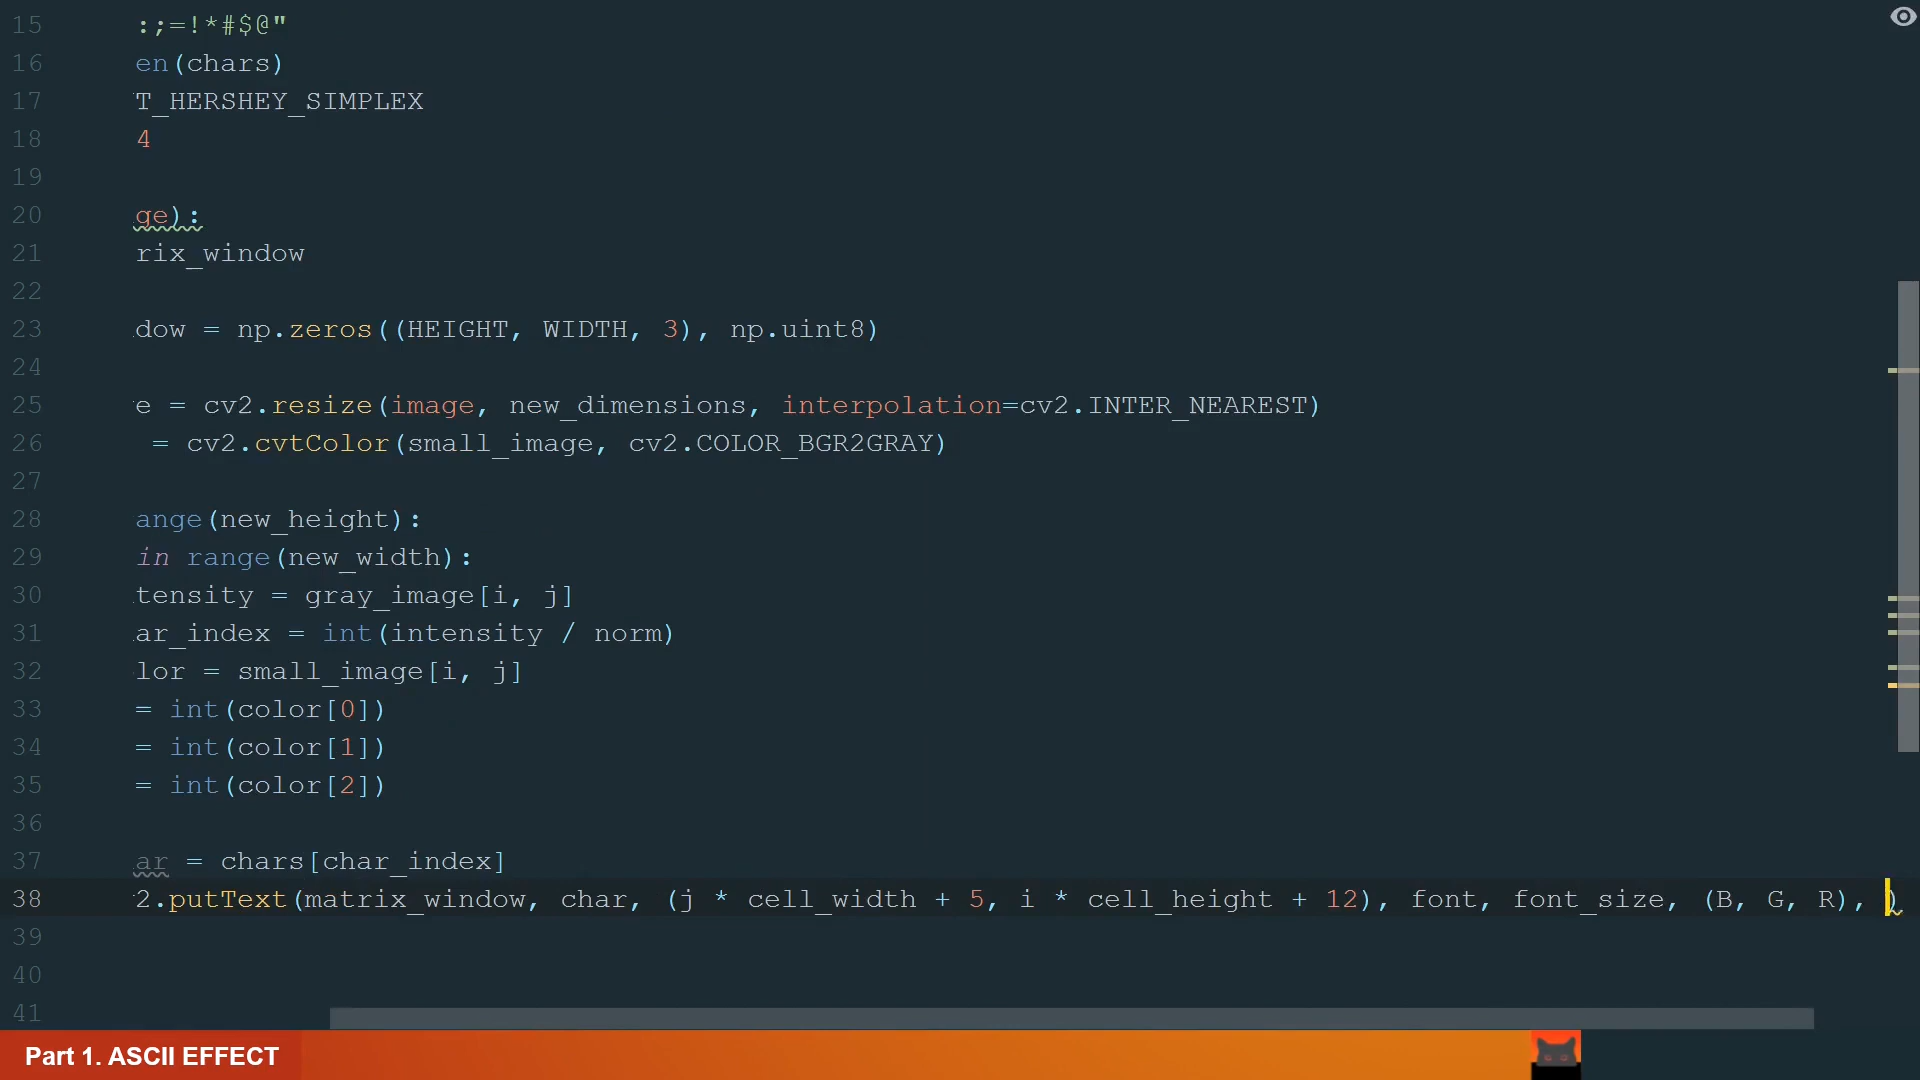 15 :;=!*#$@"
16 en(chars)
17 T_HERSHEY_SIMPLEX
18 4
19
20 ge):
21 rix_window
22
23 dow = np.zeros((HEIGHT, WIDTH, 3), np.uint8)
24
25 e = cv2.resize(image, new_dimensions, interpolation=cv2.INTER_NEAREST)
26 = cv2.cvtColor(small_image, cv2.COLOR_BGR2GRAY)
27
28 ange(new_height):
29 in range(new_width):
30 tensity = gray_image[i, j]
31 ar_index = int(intensity / norm)
32 lor = small_image[i, j]
33 = int(color[0])
34 = int(color[1])
35 = int(color[2])
36
37 ar = chars[char_index]
38 2.putText(matrix_window, char, (j * cell_width + 5, i * cell_height + 12), font, font_size, (B, G, R), )
39
40
41
Part 1. ASCII EFFECT